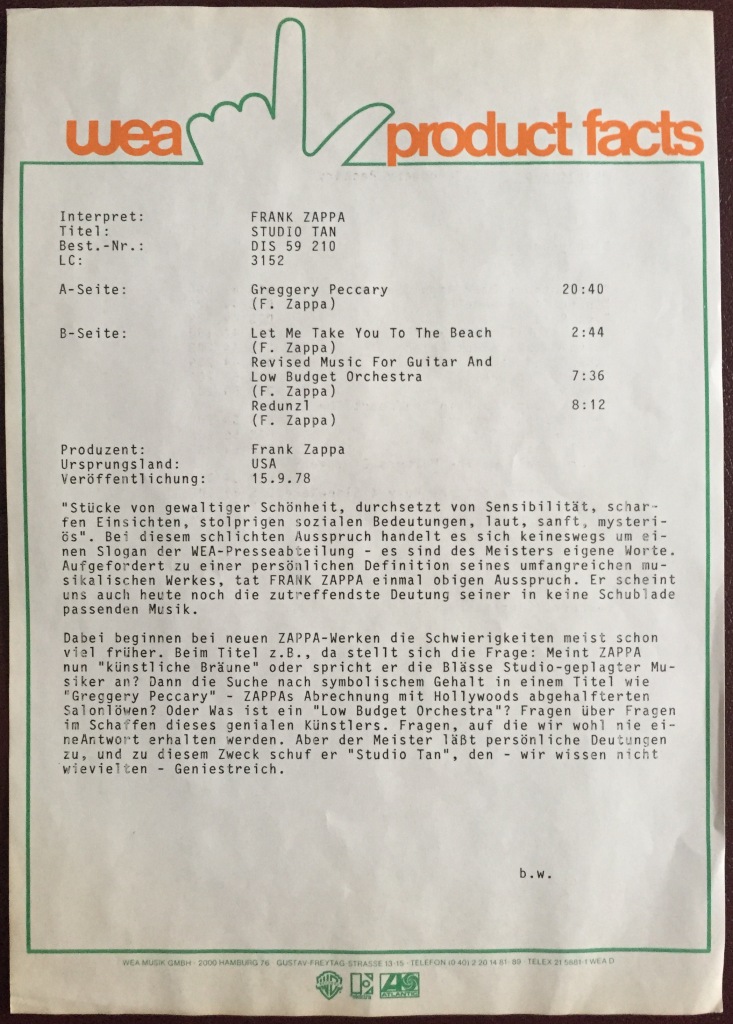 wea product facts
Interpret: FRANK ZAPPA
Titel: STUDIO TAN
Best.-Nr.: DIS 59 210
LC: 3152
A-Seite: Greggery Peccary 20:40
(F. Zappa)
B-Seite: Let Me Take You To The Beach 2:44
(F. Zappa)
Revised Music For Guitar And
Low Budget Orchestra 7:36
(F. Zappa)
Redunzl 8:12
(F. Zappa)
Produzent: Frank Zappa
Ursprungsland: USA
Veröffentlichung: 15.9.78
"Stücke von gewaltiger Schönheit, durchsetzt von Sensibilität, schar-
fen Einsichten, stolprigen sozialen Bedeutungen, laut, sanft, mysteri-
ös". Bei diesem schlichten Ausspruch handelt es sich keineswegs um ei-
nen Slogan der WEA-Presseabteilung - es sind des Meisters eigene Worte.
Aufgefordert zu einer persönlichen Definition seines umfangreichen mu-
sikalischen Werkes, tat FRANK ZAPPA einmal obigen Ausspruch. Er scheint
uns auch heute noch die zutreffendste Deutung seiner in keine Schublade
passenden Musik.
Dabei beginnen bei neuen ZAPPA-Werken die Schwierigkeiten meist schon
viel früher. Beim Titel z.B., da stellt sich die Frage: Meint ZAPPA
nun "künstliche Bräune" oder spricht er die Blässe Studio-geplagter Mu-
siker an? Dann die Suche nach symbolischem Gehalt in einem Titel wie
"Greggery Peccary" - ZAPPAs Abrechnung mit Hollywoods abgehalfterten
Salonlöwen? Oder Was ist ein "Low Budget Orchestra"? Fragen über Fragen
im Schaffen dieses genialen Künstlers. Fragen, auf die wir wohl nie ei-
neAntwort erhalten werden. Aber der Meister läßt persönliche Deutungen
zu, und zu diesem Zweck schuf er "Studio Tan", den - wir wissen nicht
wievielten - Geniestreich.
b.w.
WEA MUSIK GMBH · 2000 HAMBURG 76 · GUSTAV-FREYTAG-STRASSE 13-15 · TELEFON (0 40) 2 20 14 81-89 · TELEX 21 5581-1 WEA D
ATLANTIC